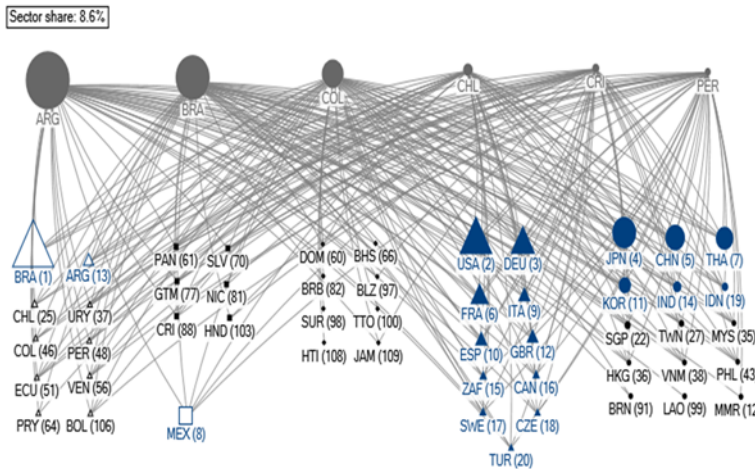 Sector share: 8.6%
ARG BRA COL CHL CRI PER
BRA (1) ARG (13) PAN (61) SLV (70) DOM (60) BHS (66) USA (2) DEU (3) JPN (4) CHN (5) THA (7)
CHL (25) URY (37) GTM (77) NIC (81) BRB (82) BLZ (97) FRA (6) ITA (9) KOR (11) IND (14) IDN (19)
COL (46) PER (48) CRI (88) HND (103) SUR (98) TTO (100) ESP (10) GBR (12) SGP (22) TWN (27) MYS (35)
ECU (51) VEN (56) HTI (108) JAM (109) ZAF (15) CAN (16) HKG (36) VNM (38) PHL (43)
PRY (64) BOL (106) MEX (8) SWE (17) CZE (18) BRN (91) LAO (99) MMR (12
TUR (20)